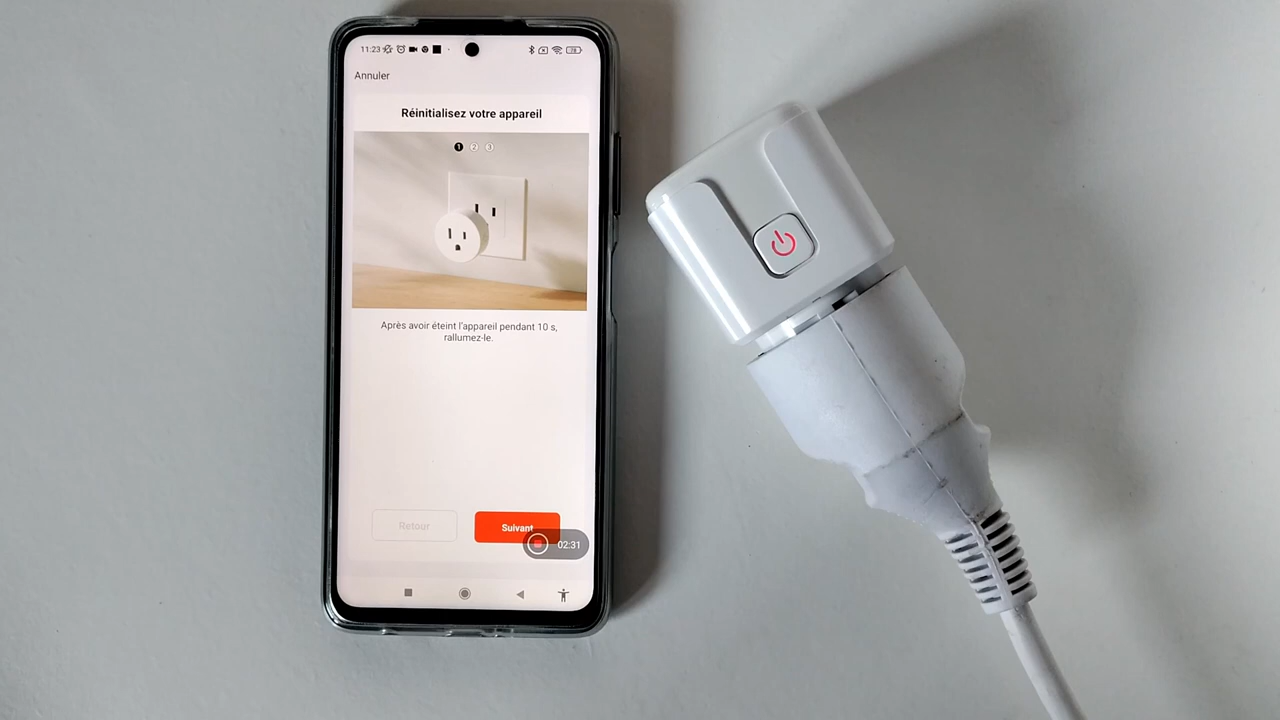 11:23
78
Annuler
Réinitialisez votre appareil
1 2 3
Après avoir éteint l'appareil pendant 10 s,
rallumez-le.
Retour
Suivant
02:31